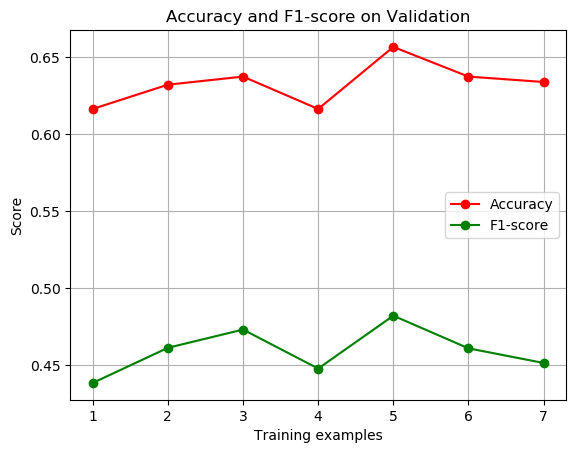 Accuracy and F1-score on Validation
0.65
0.60
0.55
0.50
0.45
Score
Accuracy
F1-score
1 2 3 4 5 6 7
Training examples